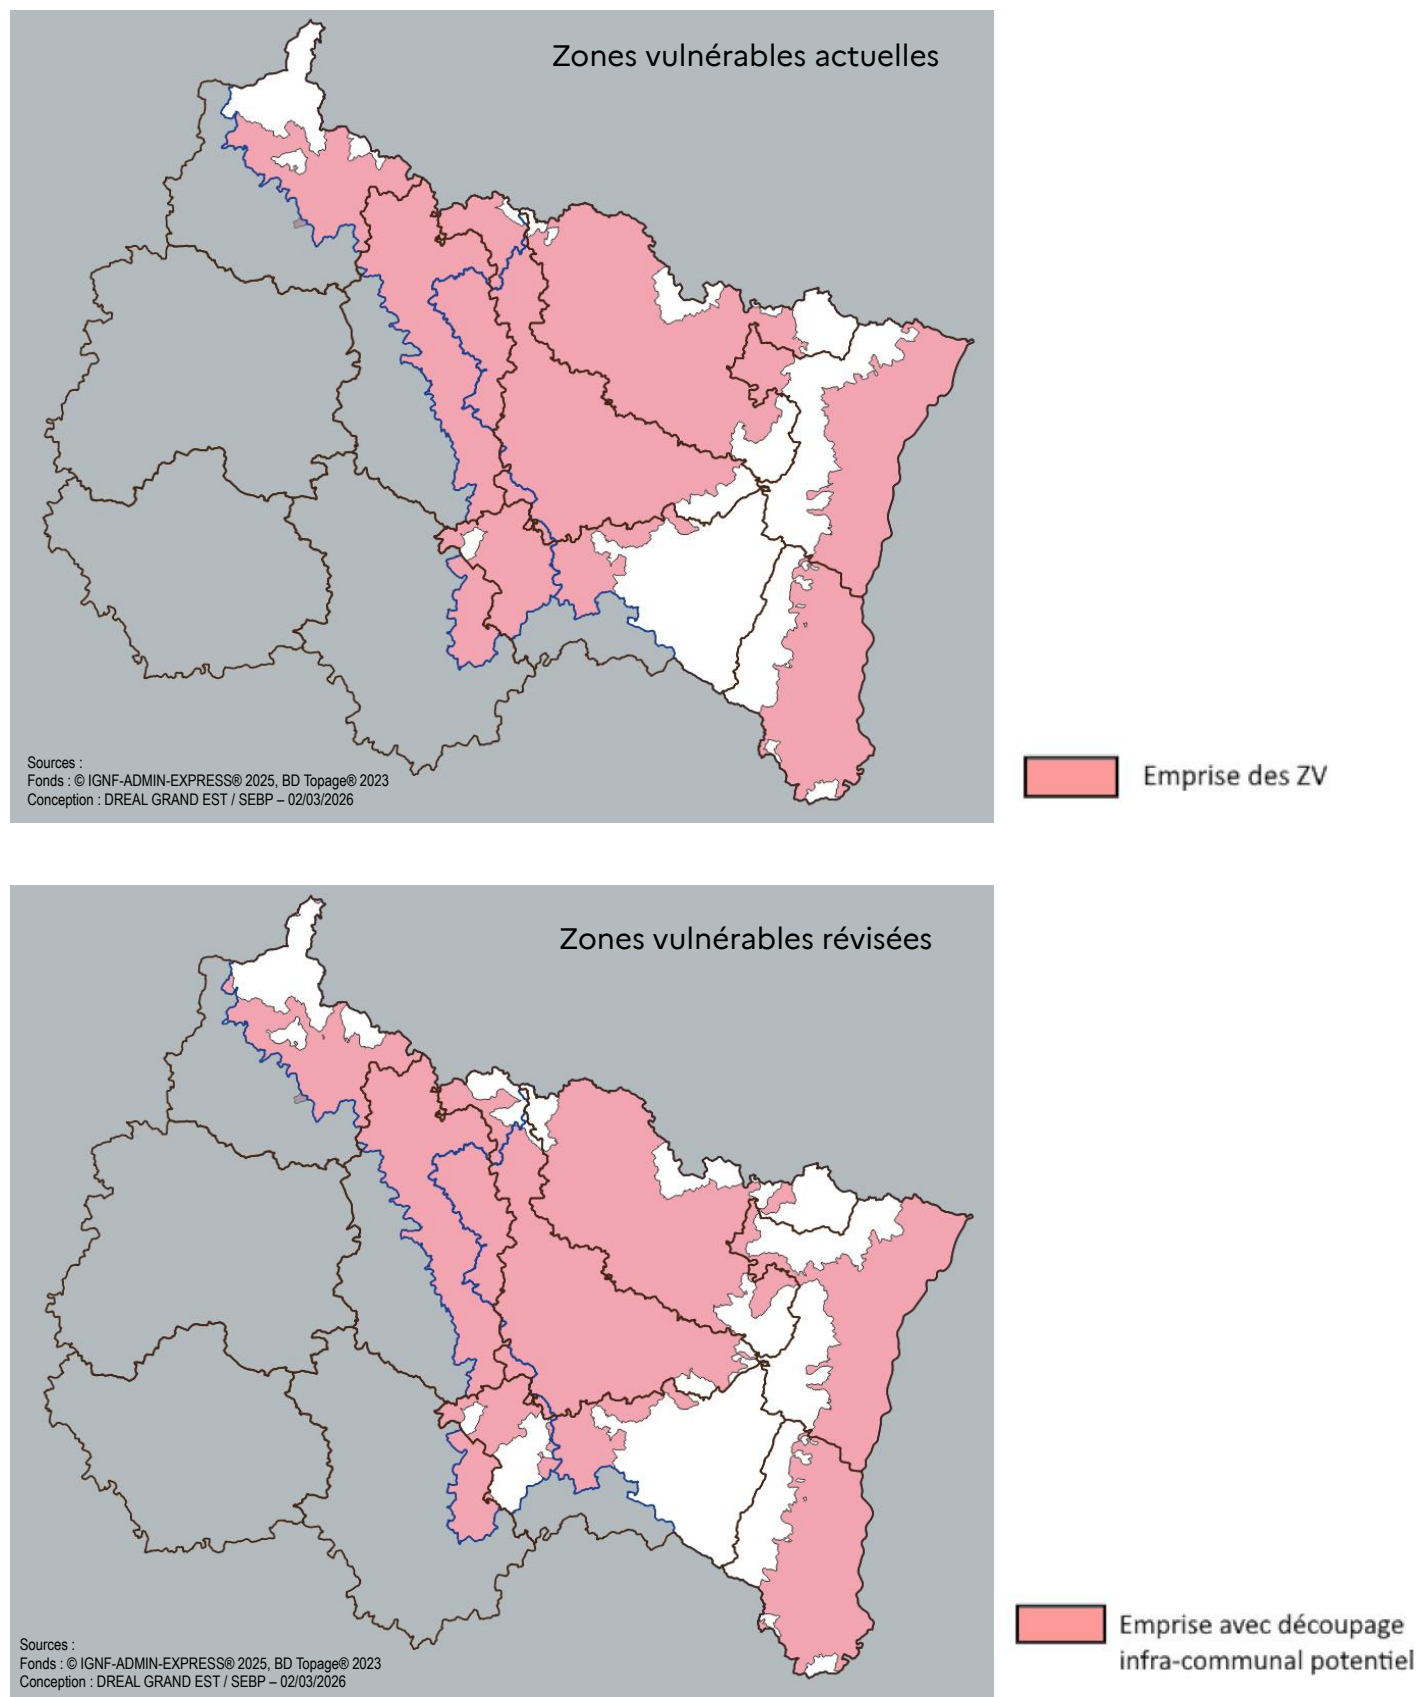 Zones vulnérables actuelles
Sources :
Fonds : © IGNF-ADMIN-EXPRESS® 2025, BD Topage® 2023
Conception : DREAL GRAND EST / SEBP – 02/03/2026
Emprise des ZV
Zones vulnérables révisées
Sources :
Fonds : © IGNF-ADMIN-EXPRESS® 2025, BD Topage® 2023
Conception : DREAL GRAND EST / SEBP – 02/03/2026
Emprise avec découpage
infra-communal potentiel